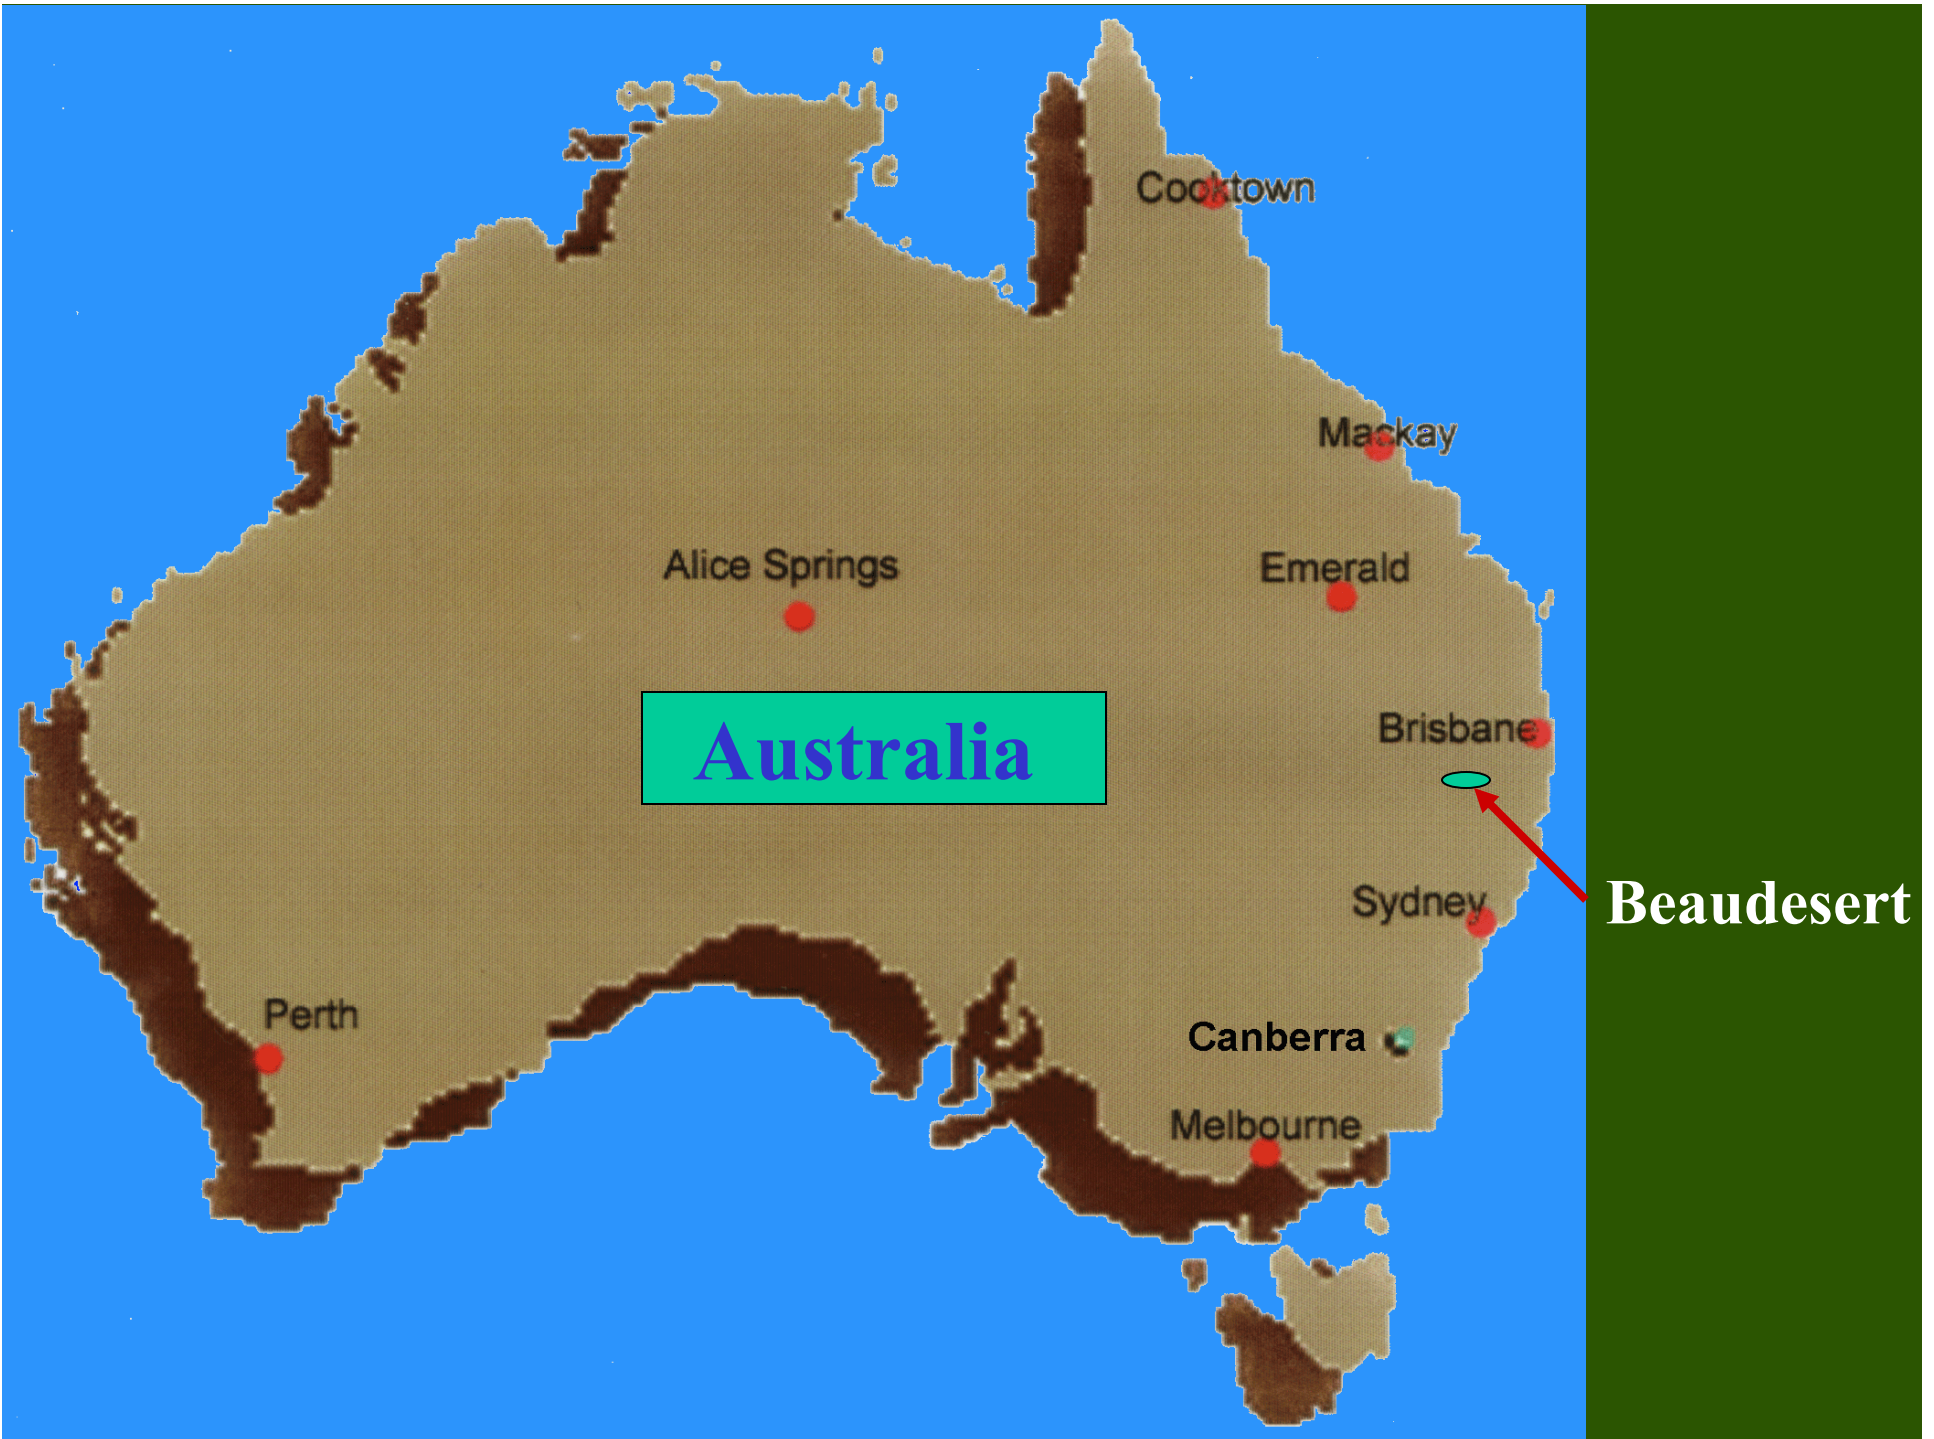 Cooktown
Mackay
Alice Springs
Emerald
Australia
Brisbane
Sydney
Beaudesert
Perth
Canberra
Melbourne